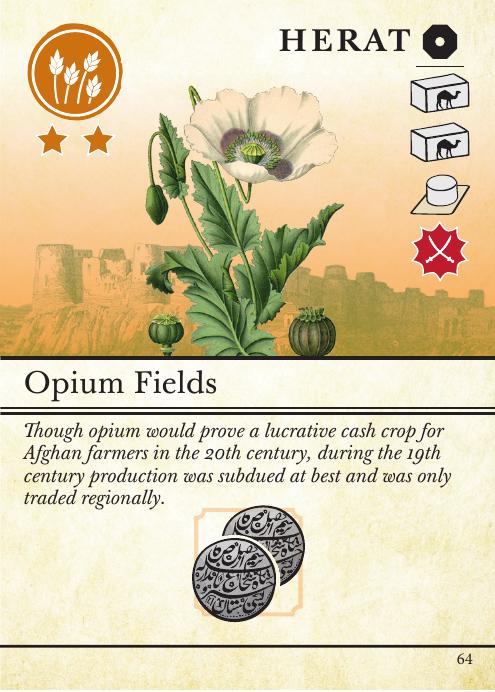 HERAT
Opium Fields
Though opium would prove a lucrative cash crop for
Afghan farmers in the 20th century, during the 19th
century production was subdued at best and was only
traded regionally.
64